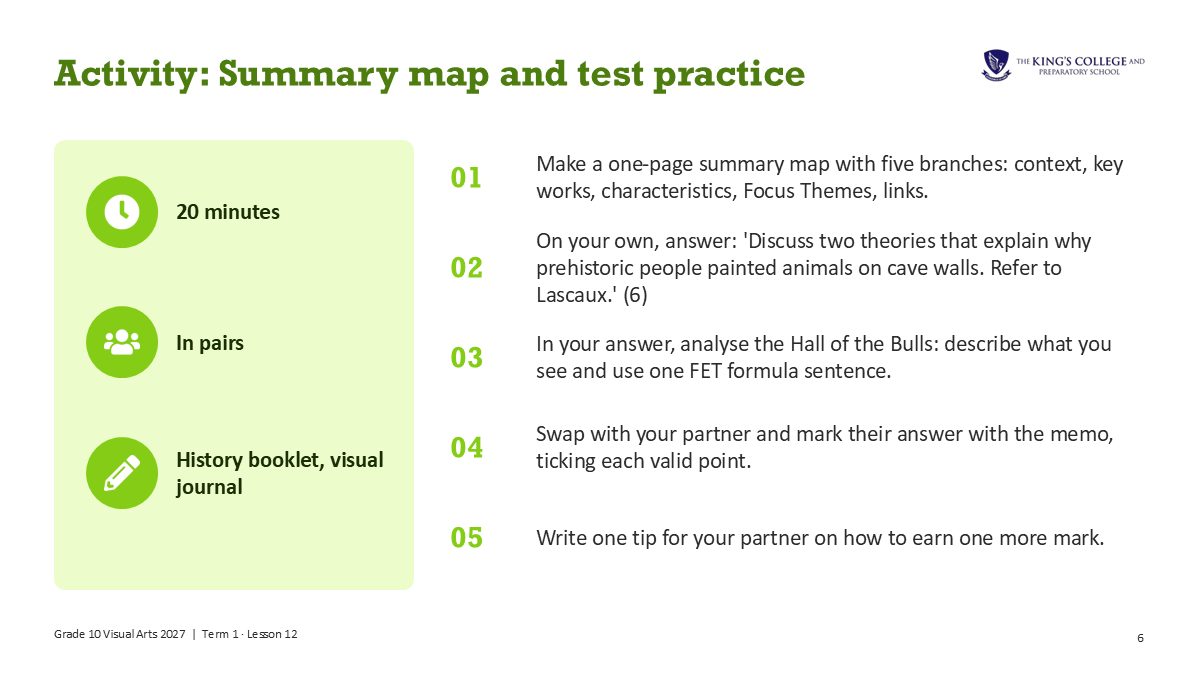 Activity: Summary map and test practice
THE KING'S COLLEGE AND
PREPARATORY SCHOOL
20 minutes
In pairs
History booklet, visual
journal
01
Make a one-page summary map with five branches: context, key
works, characteristics, Focus Themes, links.
02
On your own, answer: 'Discuss two theories that explain why
prehistoric people painted animals on cave walls. Refer to
Lascaux.' (6)
03
In your answer, analyse the Hall of the Bulls: describe what you
see and use one FET formula sentence.
04
Swap with your partner and mark their answer with the memo,
ticking each valid point.
05
Write one tip for your partner on how to earn one more mark.
Grade 10 Visual Arts 2027 | Term 1 · Lesson 12
6